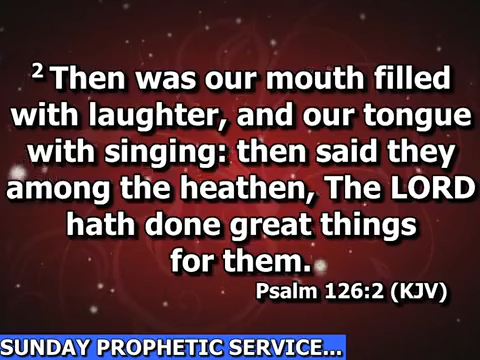 2 Then was our mouth filled
with laughter, and our tongue
with singing: then said they
among the heathen, The LORD
hath done great things
for them.
Psalm 126:2 (KJV)
SUNDAY PROPHETIC SERVICE...